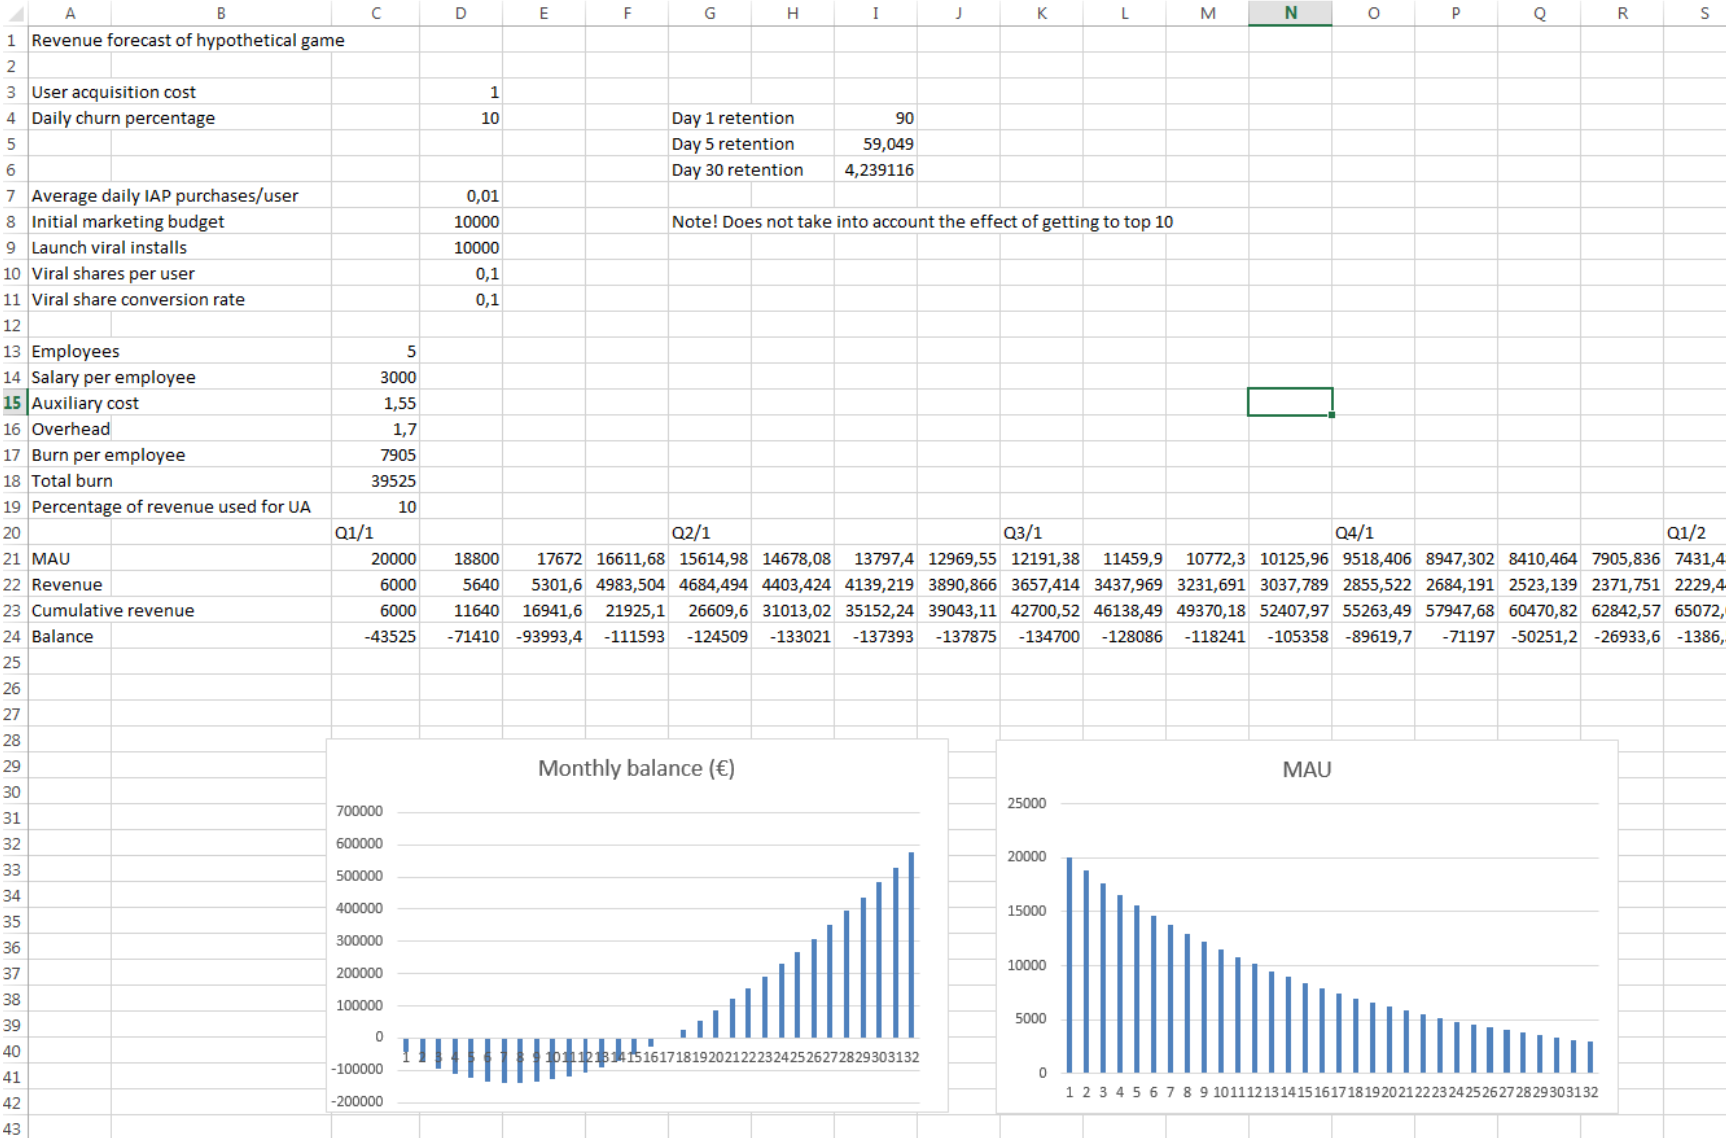 A B C D E F G H I J K L M N O P Q R S
1 Revenue forecast of hypothetical game
2
3 User acquisition cost 1
4 Daily churn percentage 10 Day 1 retention 90
5 Day 5 retention 59,049
6 Day 30 retention 4,239116
7 Average daily IAP purchases/user 0,01
8 Initial marketing budget 10000 Note! Does not take into account the effect of getting to top 10
9 Launch viral installs 10000
10 Viral shares per user 0,1
11 Viral share conversion rate 0,1
12
13 Employees 5
14 Salary per employee 3000
15 Auxiliary cost 1,55
16 Overhead 1,7
17 Burn per employee 7905
18 Total burn 39525
19 Percentage of revenue used for UA 10
20 Q1/1 Q2/1 Q3/1 Q4/1 Q1/2
21 MAU 20000 18800 17672 16611,68 15614,98 14678,08 13797,4 12969,55 12191,38 11459,9 10772,3 10125,96 9518,406 8947,302 8410,464 7905,836 7431,4
22 Revenue 6000 5640 5301,6 4983,504 4684,494 4403,424 4139,219 3890,866 3657,414 3437,969 3231,691 3037,789 2855,522 2684,191 2523,139 2371,751 2229,4
23 Cumulative revenue 6000 11640 16941,6 21925,1 26609,6 31013,02 35152,24 39043,11 42700,52 46138,49 49370,18 52407,97 55263,49 57947,68 60470,82 62842,57 65072,
24 Balance -43525 -71410 -93993,4 -111593 -124509 -133021 -137393 -137875 -134700 -128086 -118241 -105358 -89619,7 -71197 -50251,2 -26933,6 -1386,
25
26
27
28
29
30
31
32
33
34
35
36
37
38
39
40
41
42
43
Monthly balance (€)
700000
600000
500000
400000
300000
200000
100000
0
-100000
-200000
1 2 3 4 5 6 7 8 9 10 11 12 13 14 15 16 17 18 19 20 21 22 23 24 25 26 27 28 29 30 31 32
MAU
25000
20000
15000
10000
5000
0
1 2 3 4 5 6 7 8 9 10 11 12 13 14 15 16 17 18 19 20 21 22 23 24 25 26 27 28 29 30 31 32